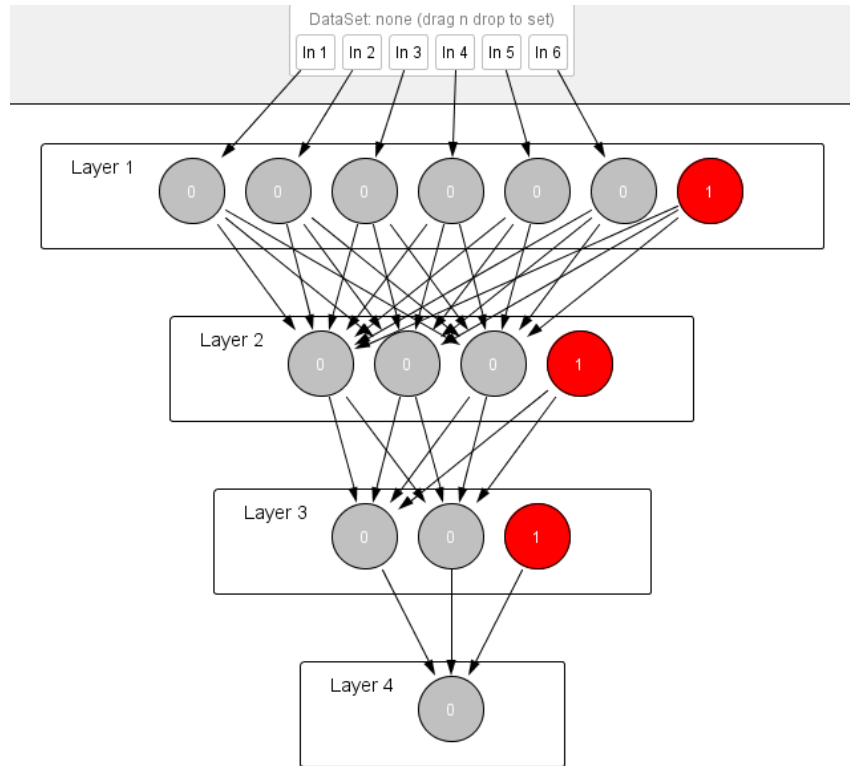 DataSet: none (drag n drop to set)
In 1 In 2 In 3 In 4 In 5 In 6
Layer 1
0 0 0 0 0 0 1
Layer 2
0 0 0 1
Layer 3
0 0 1
Layer 4
0